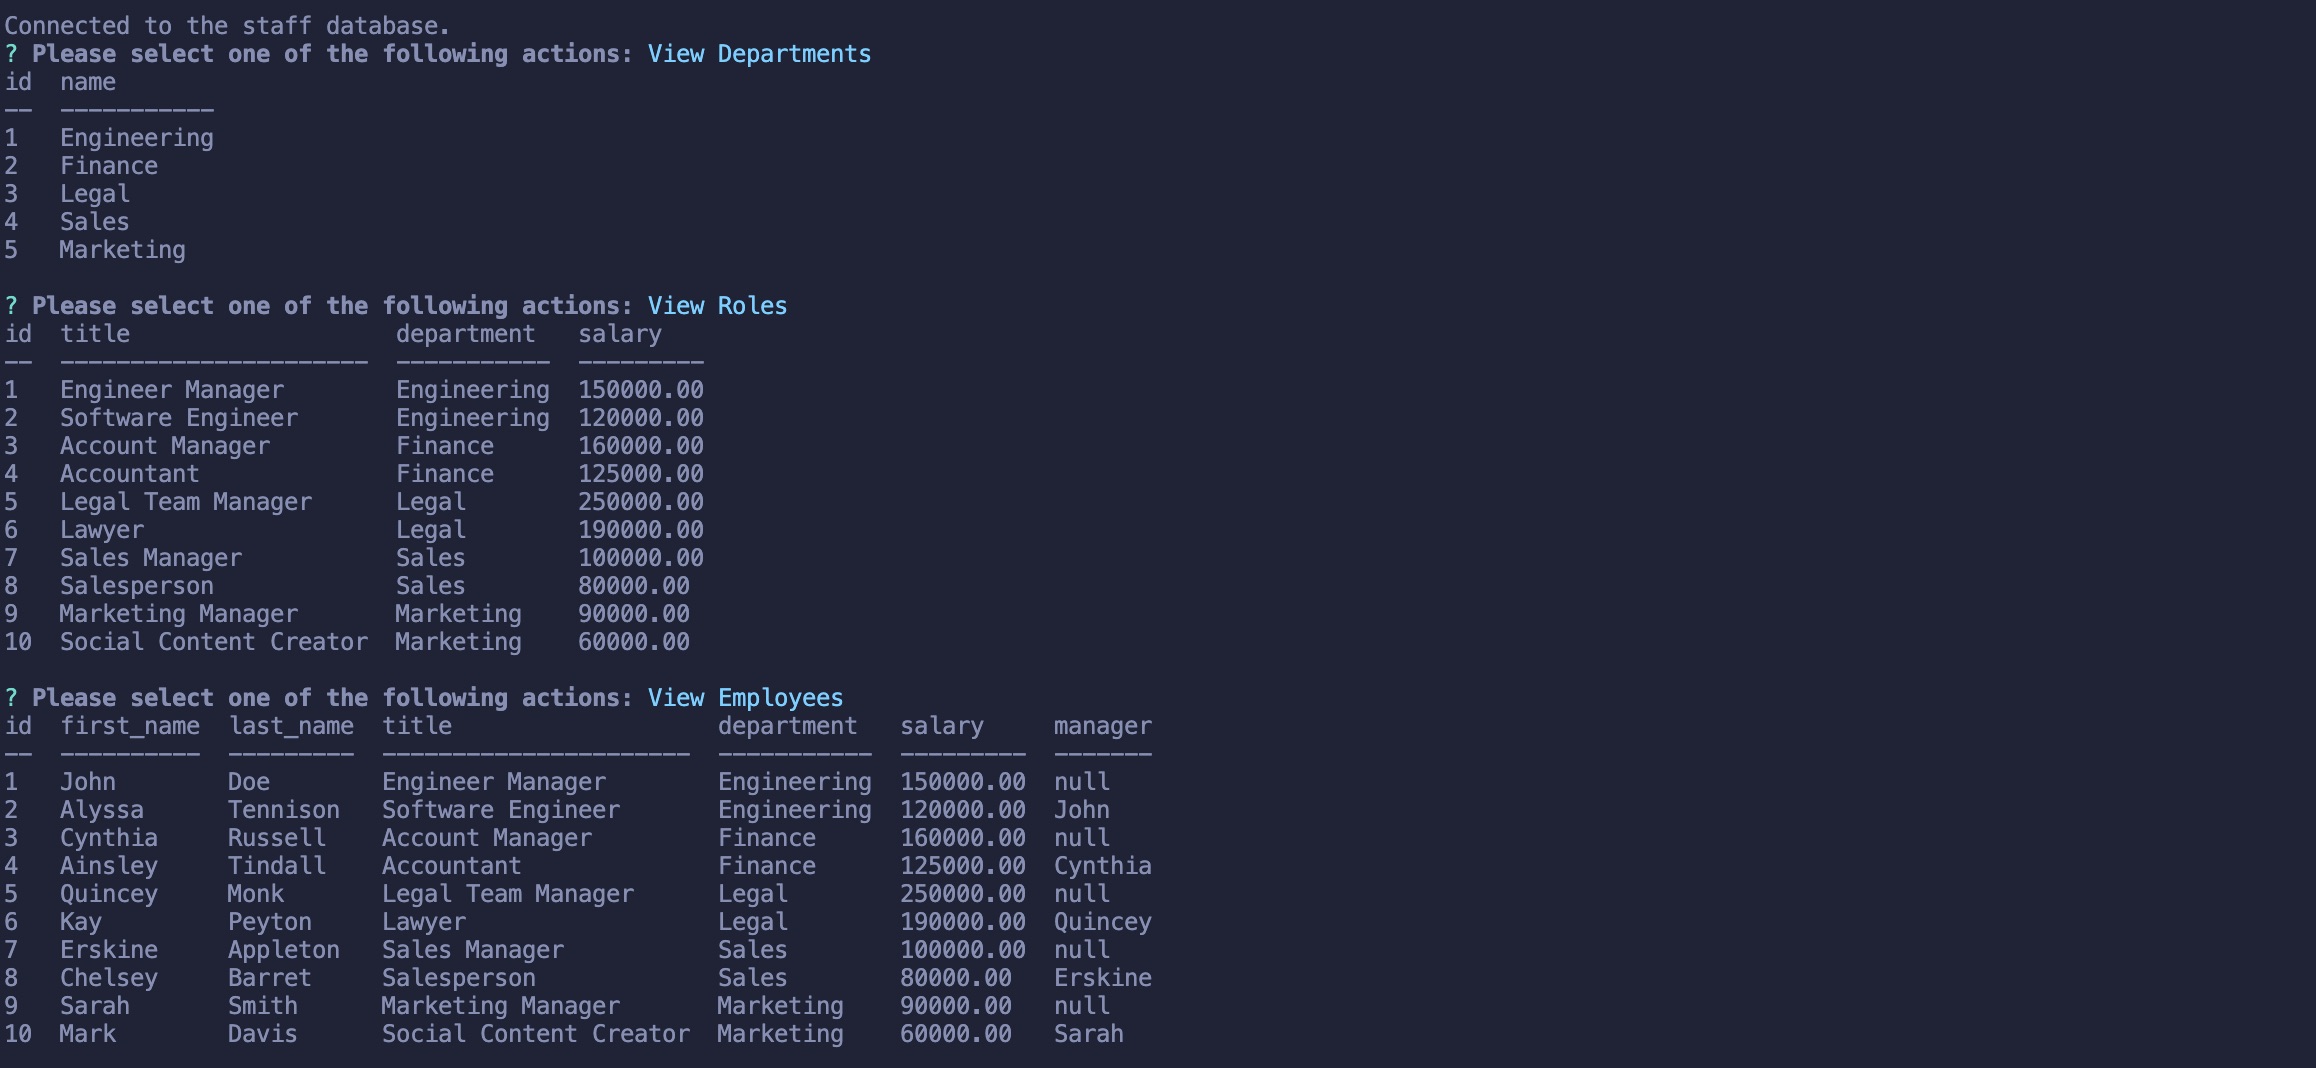 Connected to the staff database.
? Please select one of the following actions: View Departments
id  name
--  -----------
1   Engineering
2   Finance
3   Legal
4   Sales
5   Marketing

? Please select one of the following actions: View Roles
id  title                   department   salary
--  ----------------------  -----------  ---------
1   Engineer Manager        Engineering  150000.00
2   Software Engineer       Engineering  120000.00
3   Account Manager         Finance      160000.00
4   Accountant              Finance      125000.00
5   Legal Team Manager      Legal        250000.00
6   Lawyer                  Legal        190000.00
7   Sales Manager           Sales        100000.00
8   Salesperson             Sales        80000.00
9   Marketing Manager       Marketing    90000.00
10  Social Content Creator  Marketing    60000.00

? Please select one of the following actions: View Employees
id  first_name  last_name  title                   department   salary     manager
--  ----------  ---------  ----------------------  -----------  ---------  -------
1   John        Doe        Engineer Manager        Engineering  150000.00  null
2   Alyssa      Tennison   Software Engineer       Engineering  120000.00  John
3   Cynthia     Russell    Account Manager         Finance      160000.00  null
4   Ainsley     Tindall    Accountant              Finance      125000.00  Cynthia
5   Quincey     Monk       Legal Team Manager      Legal        250000.00  null
6   Kay         Peyton     Lawyer                  Legal        190000.00  Quincey
7   Erskine     Appleton   Sales Manager           Sales        100000.00  null
8   Chelsey     Barret     Salesperson             Sales        80000.00   Erskine
9   Sarah       Smith      Marketing Manager       Marketing    90000.00   null
10  Mark        Davis      Social Content Creator  Marketing    60000.00   Sarah